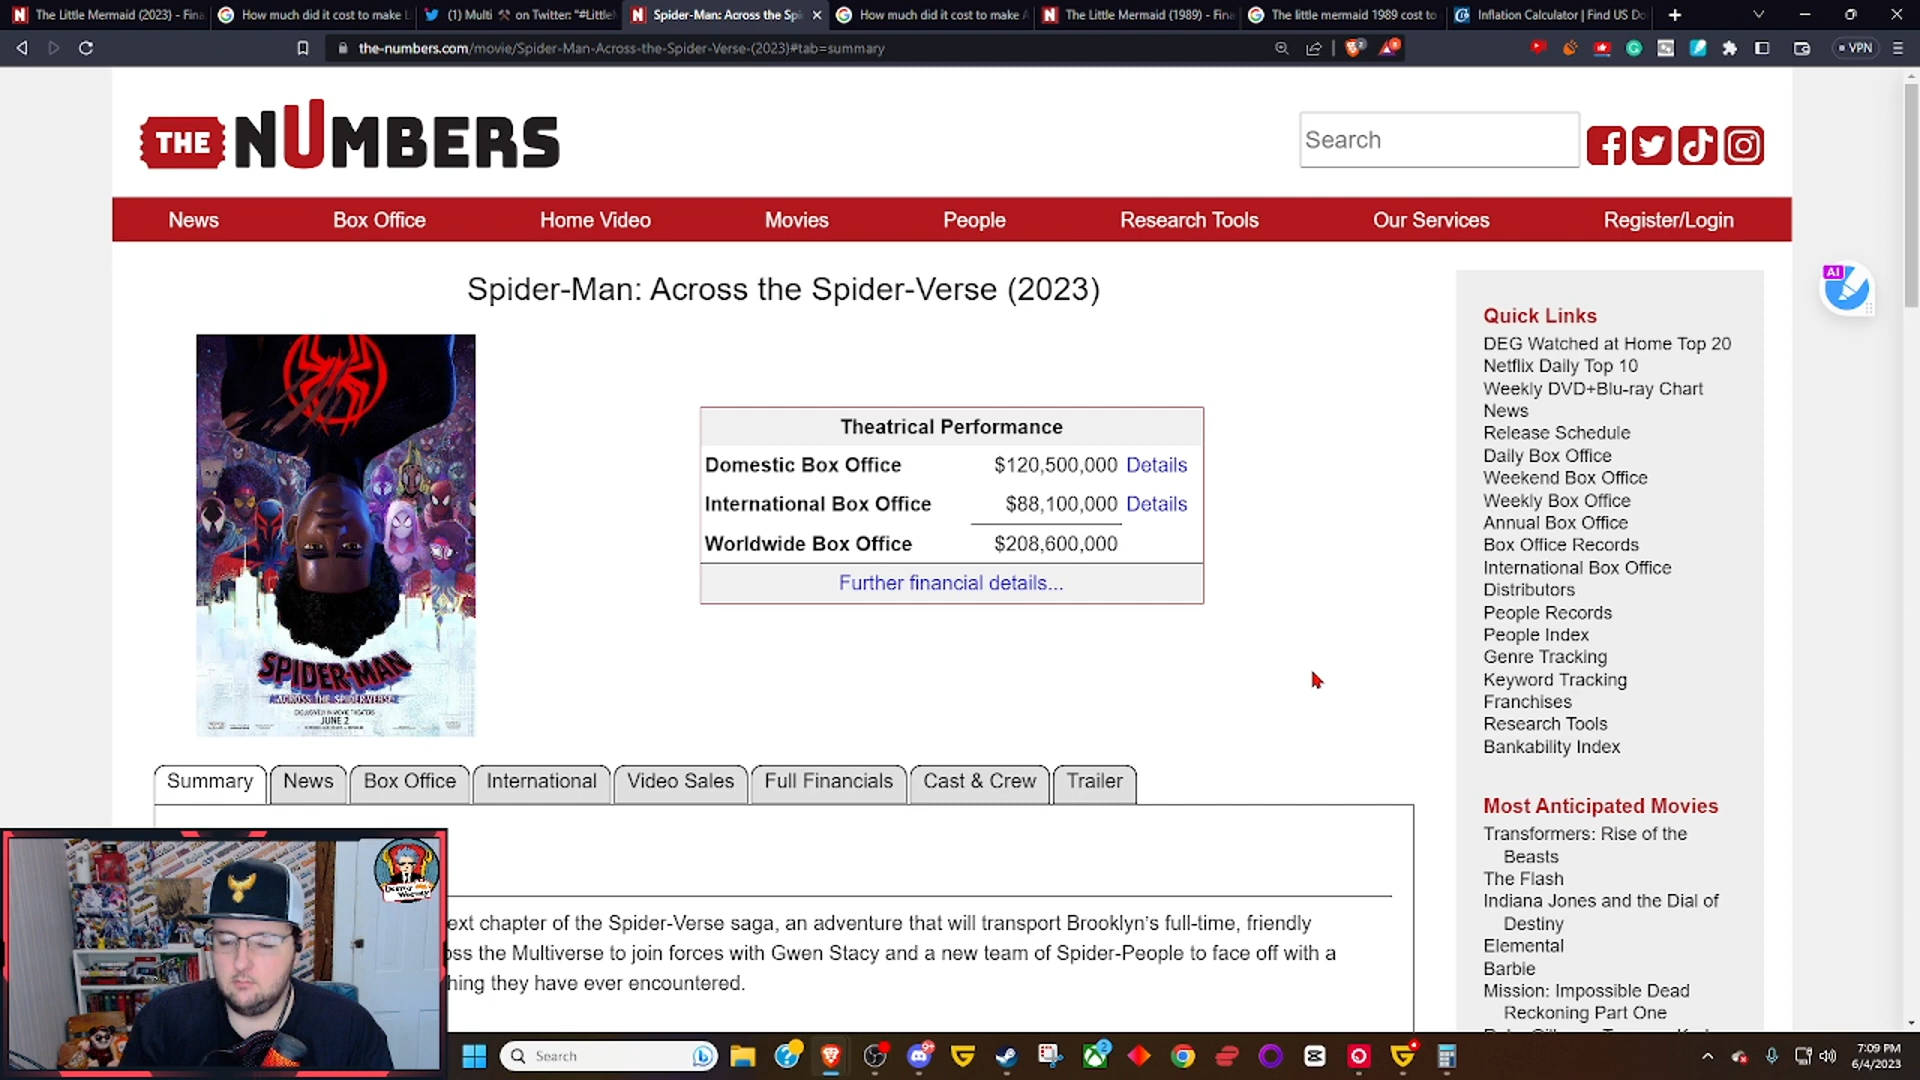 The Little Mermaid (2023) - Fina
How much did it cost to make L
(1) Multi ⚒ on Twitter: "#Little
Spider-Man: Across the Spi
How much did it cost to make
The Little Mermaid (1989) - Fina
The little mermaid 1989 cost to
Inflation Calculator | Find US Do
the-numbers.com/movie/Spider-Man-Across-the-Spider-Verse-(2023)#tab=summary
VPN
THE NUMBERS
Search
News
Box Office
Home Video
Movies
People
Research Tools
Our Services
Register/Login
Spider-Man: Across the Spider-Verse (2023)
AI
SPIDER-MAN
ACROSS THE SPIDER-VERSE
EXCLUSIVELY IN MOVIE THEATERS
JUNE 2
Theatrical Performance
Domestic Box Office $120,500,000 Details
International Box Office $88,100,000 Details
Worldwide Box Office $208,600,000
Further financial details...
Quick Links
DEG Watched at Home Top 20
Netflix Daily Top 10
Weekly DVD+Blu-ray Chart
News
Release Schedule
Daily Box Office
Weekend Box Office
Weekly Box Office
Annual Box Office
Box Office Records
International Box Office
Distributors
People Records
People Index
Genre Tracking
Keyword Tracking
Franchises
Research Tools
Bankability Index
Most Anticipated Movies
Transformers: Rise of the
Beasts
The Flash
Indiana Jones and the Dial of
Destiny
Elemental
Barbie
Mission: Impossible Dead
Reckoning Part One
Summary
News
Box Office
International
Video Sales
Full Financials
Cast & Crew
Trailer
ext chapter of the Spider-Verse saga, an adventure that will transport Brooklyn's full-time, friendly
oss the Multiverse to join forces with Gwen Stacy and a new team of Spider-People to face off with a
hing they have ever encountered.
Search
7:09 PM
6/4/2023